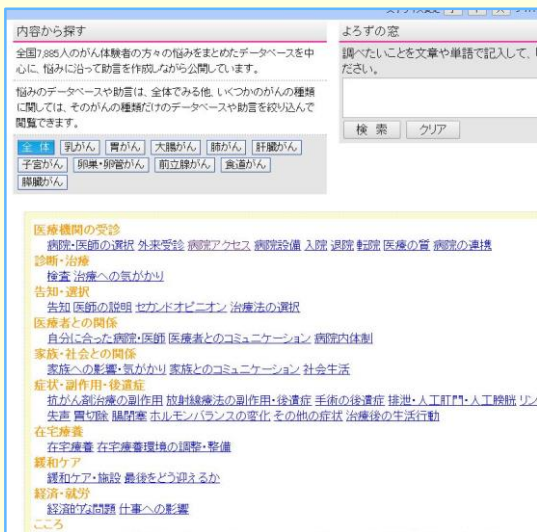 内容から探す
全国7,885人のがん体験者の方々の悩みをまとめたデータベースを中
心に、悩みに沿って助言を作成しながら公開しています。
悩みのデータベースや助言は、全体でみる他、いくつかのがんの種類
に関しては、そのがんの種類だけのデータベースや助言を絞り込んで
閲覧できます。
全 体 乳がん 胃がん 大腸がん 肺がん 肝臓がん
子宮がん 卵巣・卵管がん 前立腺がん 食道がん
膵臓がん
よろずの窓
調べたいことを文章や単語で記入して、
ださい。
検 索 クリア
医療機関の受診
病院・医師の選択 外来受診 病院アクセス 病院設備 入院 退院 転院 医療の質 病院の連携
診断・治療
検査 治療への気がかり
告知・選択
告知 医師の説明 セカンドオピニオン 治療法の選択
医療者との関係
自分に合った病院・医師 医療者とのコミュニケーション 病院内体制
家族・社会との関係
家族への影響・気がかり 家族とのコミュニケーション 社会生活
症状・副作用・後遺症
抗がん剤治療の副作用 放射線療法の副作用・後遺症 手術の後遺症 排泄・人工肛門・人工膀胱 リン
失声 胃切除 腸閉塞 ホルモンバランスの変化 その他の症状 治療後の生活行動
在宅療養
在宅療養 在宅療養環境の調整・整備
緩和ケア
緩和ケア・施設 最後をどう迎えるか
経済・就労
経済的な問題 仕事への影響
こころ